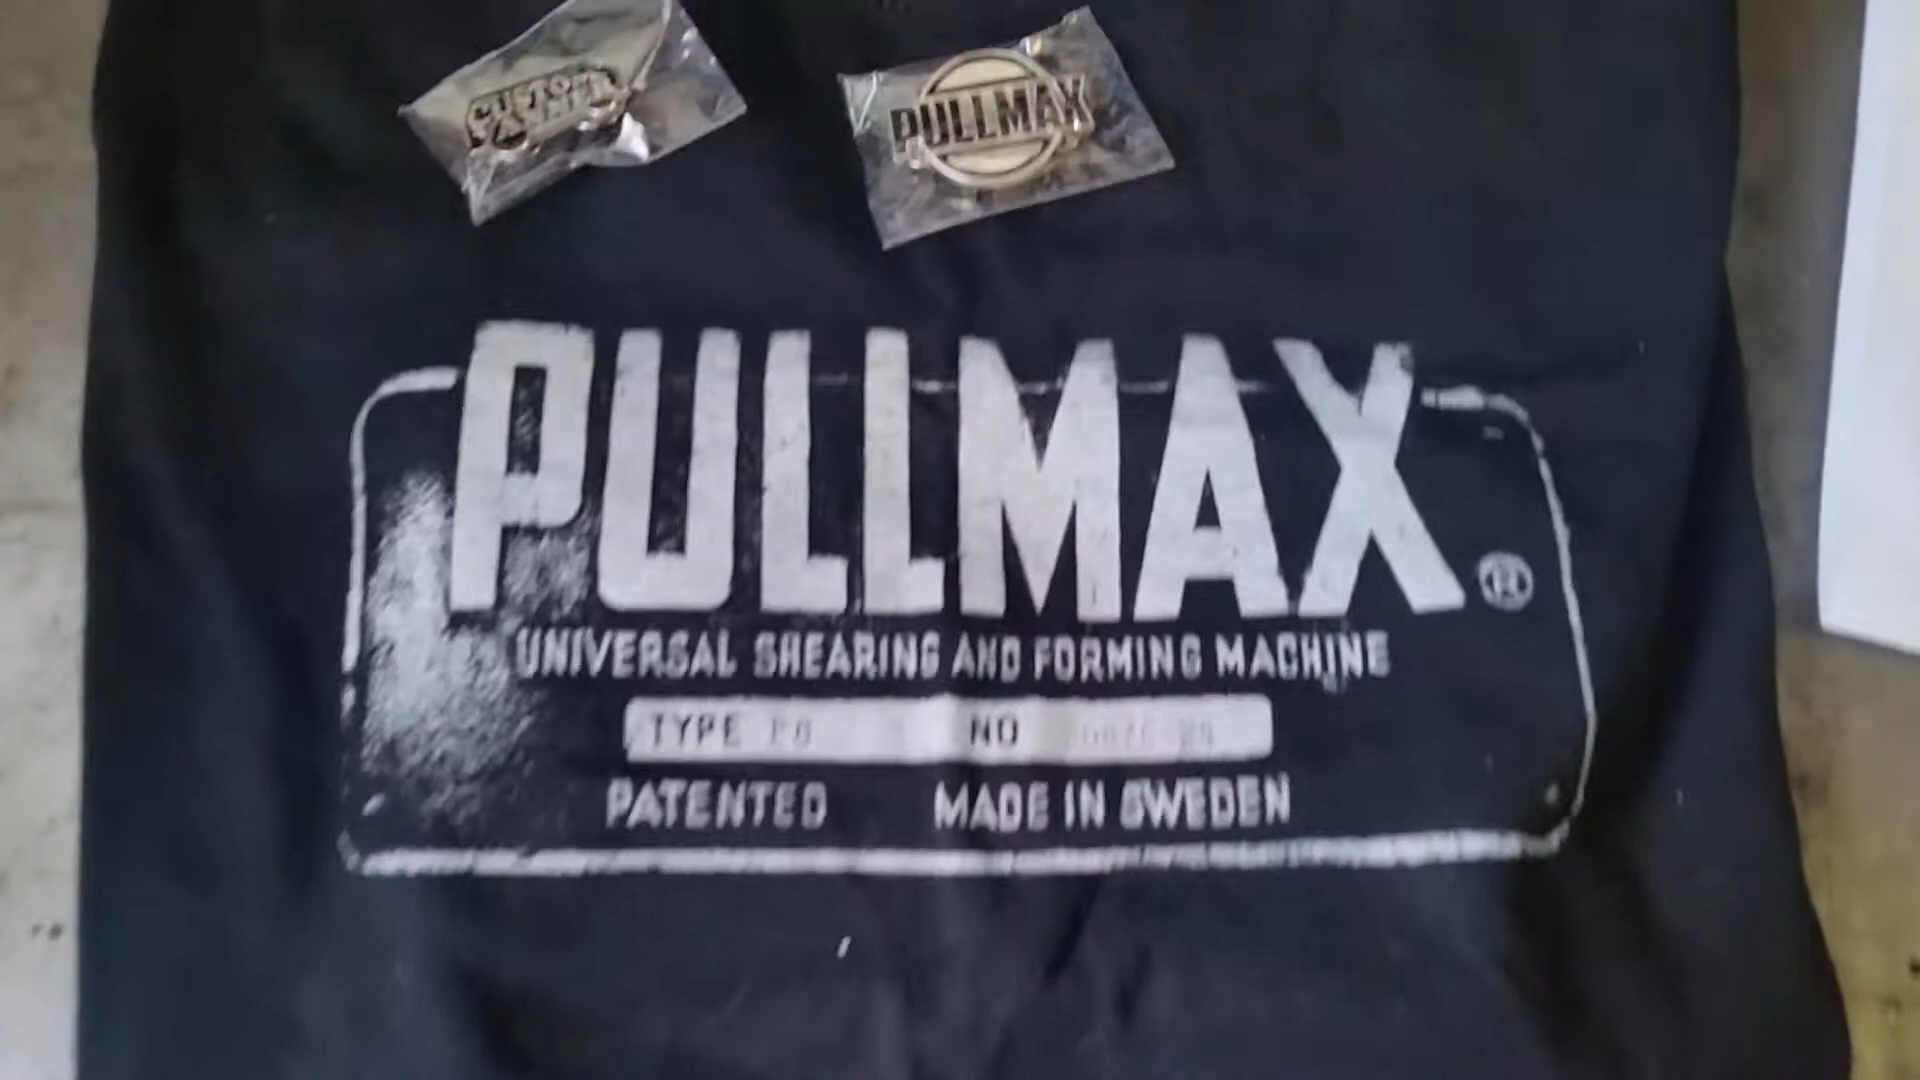 PULLMAX
PULLMAX ®
UNIVERSAL SHEARING AND FORMING MACHINE
TYPE NO
PATENTED MADE IN SWEDEN